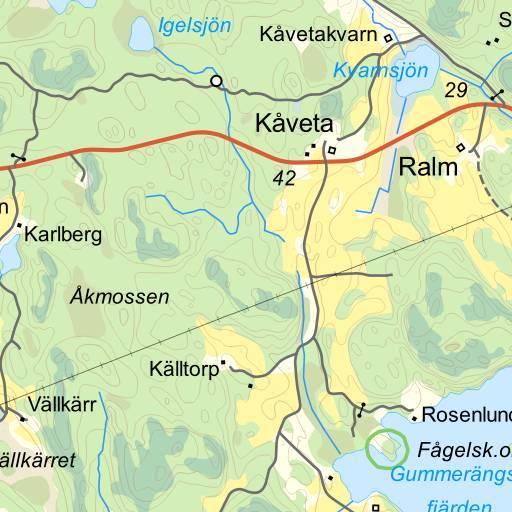 Igelsjön
Kåvetakvarn
S
Kvarnsjön
29
Kåveta
Ralm
42
n
Karlberg
Åkmossen
Källtorp
Vällkärr
Rosenlund
Fågelsk.o
ällkärret
Gummerängs
fjärden